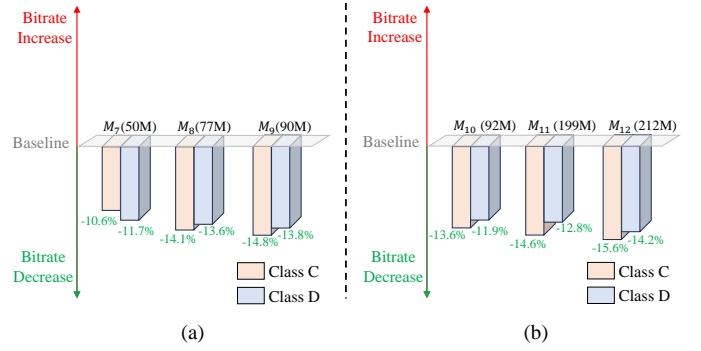 Bitrate
Increase
M7(50M) M8(77M) M9(90M)
Baseline
-10.6%
-11.7%
-14.1%
-13.6%
-14.8%
-13.8%
Bitrate
Decrease
Class C
Class D
(a)
Bitrate
Increase
M10 (92M) M11 (199M) M12 (212M)
Baseline
-13.6%
-11.9%
-14.6%
-12.8%
-15.6%
-14.2%
Bitrate
Decrease
Class C
Class D
(b)